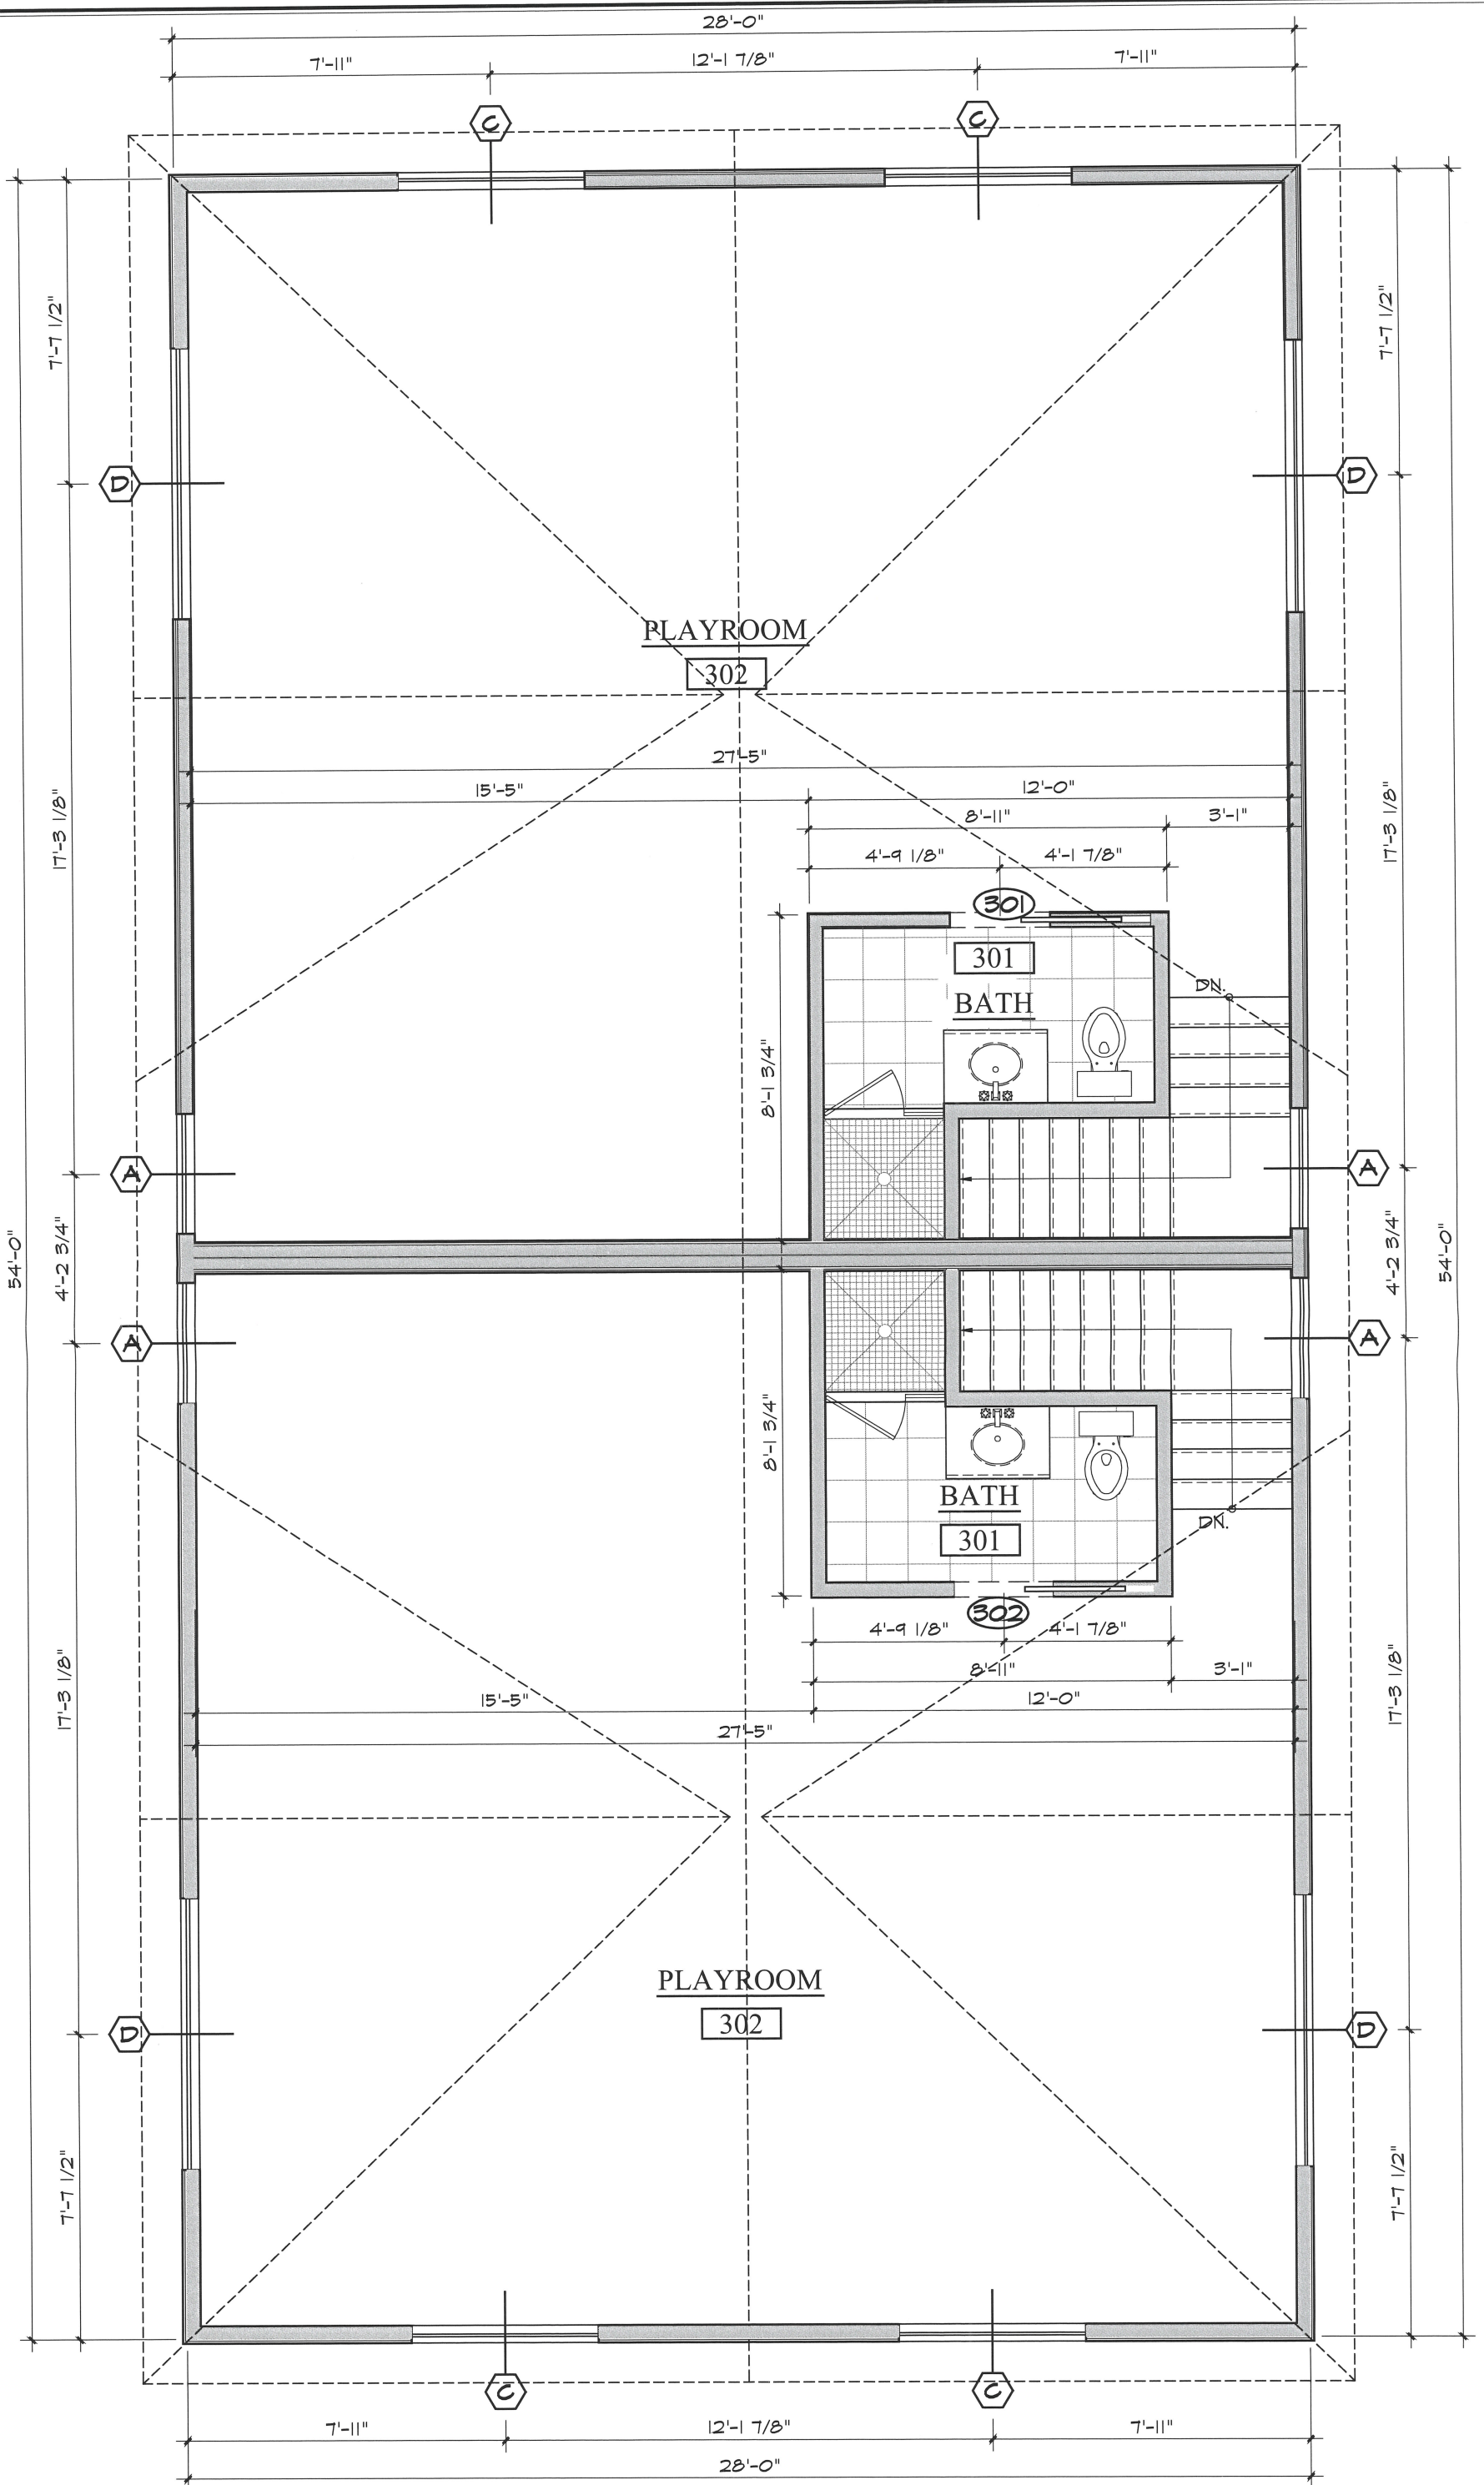 28'-0"
7'-11" 12'-1 7/8" 7'-11"
C C
7'-7 1/2" 7'-7 1/2"
D D
PLAYROOM
302
27'-5"
15'-5" 12'-0"
17'-3 1/8" 8'-11" 3'-1" 17'-3 1/8"
4'-9 1/8" 4'-1 7/8"
301
301
DN.
BATH
8'-1 3/4"
A A
54'-0" 4'-2 3/4" 4'-2 3/4" 54'-0"
A A
8'-1 3/4"
BATH
DN.
301
302
4'-9 1/8" 4'-1 7/8"
17'-3 1/8" 8'-11" 3'-1" 17'-3 1/8"
15'-5" 12'-0"
27'-5"
PLAYROOM
302
D D
7'-7 1/2" 7'-7 1/2"
C C
7'-11" 12'-1 7/8" 7'-11"
28'-0"